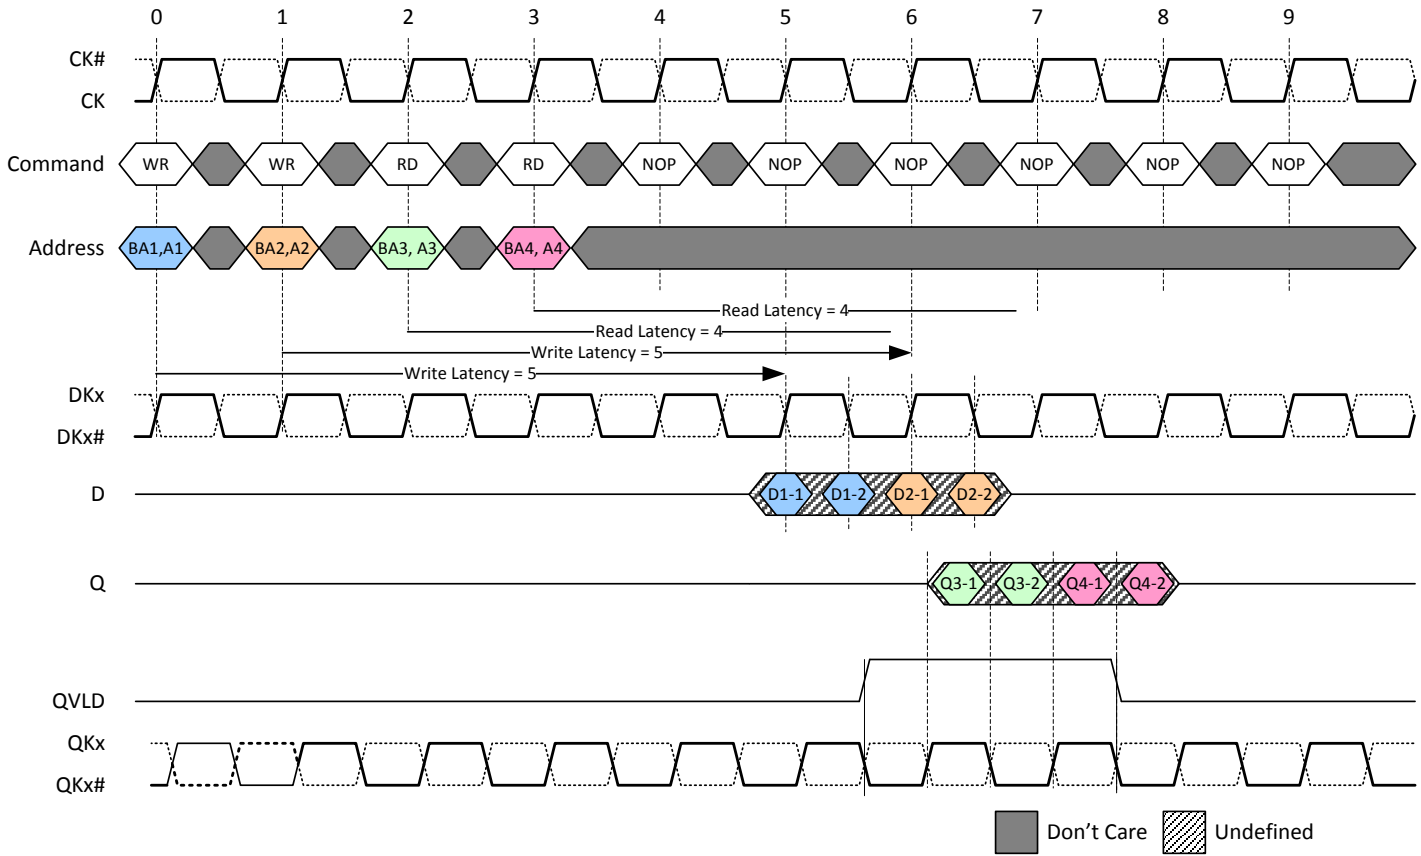 0 1 2 3 4 5 6 7 8 9
CK#
CK
Command WR WR RD RD NOP NOP NOP NOP NOP NOP
Address BA1,A1 BA2,A2 BA3, A3 BA4, A4
Read Latency = 4
Read Latency = 4
Write Latency = 5
Write Latency = 5
DKx
DKx#
D D1-1 D1-2 D2-1 D2-2
Q Q3-1 Q3-2 Q4-1 Q4-2
QVLD
QKx
QKx#
Don't Care Undefined